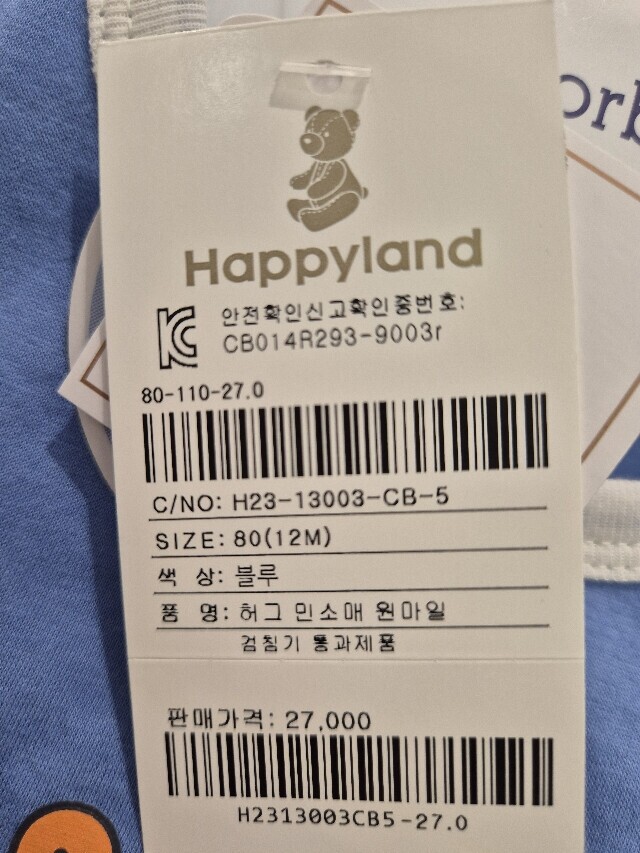 orb
Happyland
안전확인신고확인증번호:
CB014R293-9003r
80-110-27.0
C/NO: H23-13003-CB-5
SIZE: 80(12M)
색 상: 블루
품 명: 허그 민소매 원마일
검침기 통과제품
판매가격: 27,000
H2313003CB5-27.0